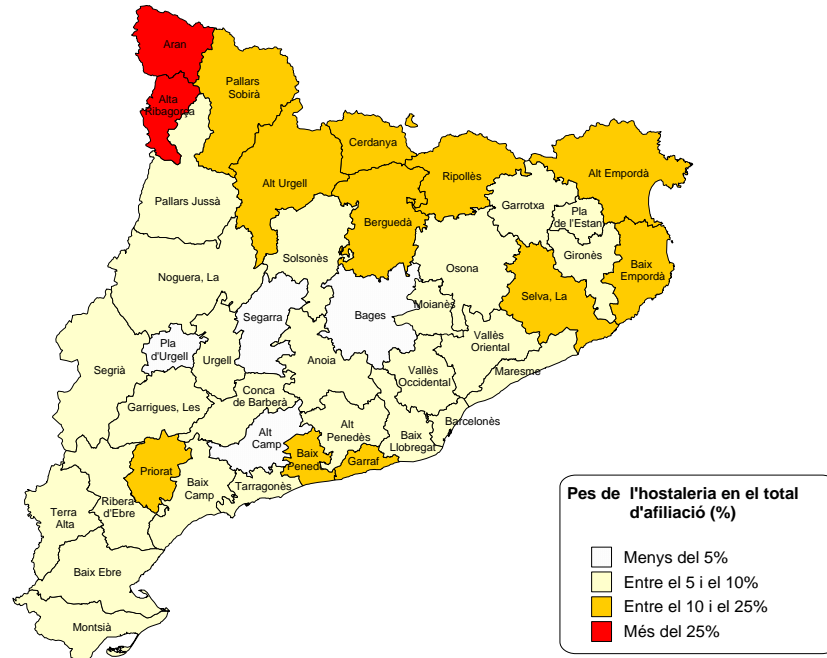 Aran
Pallars
Sobirà
Alta
Ribagorça
Cerdanya
Ripollès
Alt Empordà
Alt Urgell
Pallars Jussà
Berguedà
Garrotxa
Pla
de l'Estan
Gironès
Baix
Empordà
Solsonès
Osona
Noguera, La
Selva, La
Segarra
Bages
Moianès
Pla
d'Urgell
Urgell
Anoia
Vallès
Oriental
Segrià
Vallès
Occidental
Maresme
Conca
de Barberà
Garrigues, Les
Alt
Camp
Alt
Penedès
Baix
Llobregat
Barcelonès
Baix
Pened
Garraf
Priorat
Baix
Camp
Tarragonès
Ribera
d'Ebre
Terra
Alta
Baix Ebre
Montsià
Pes de l'hostaleria en el total
d'afiliació (%)
Menys del 5%
Entre el 5 i el 10%
Entre el 10 i el 25%
Més del 25%